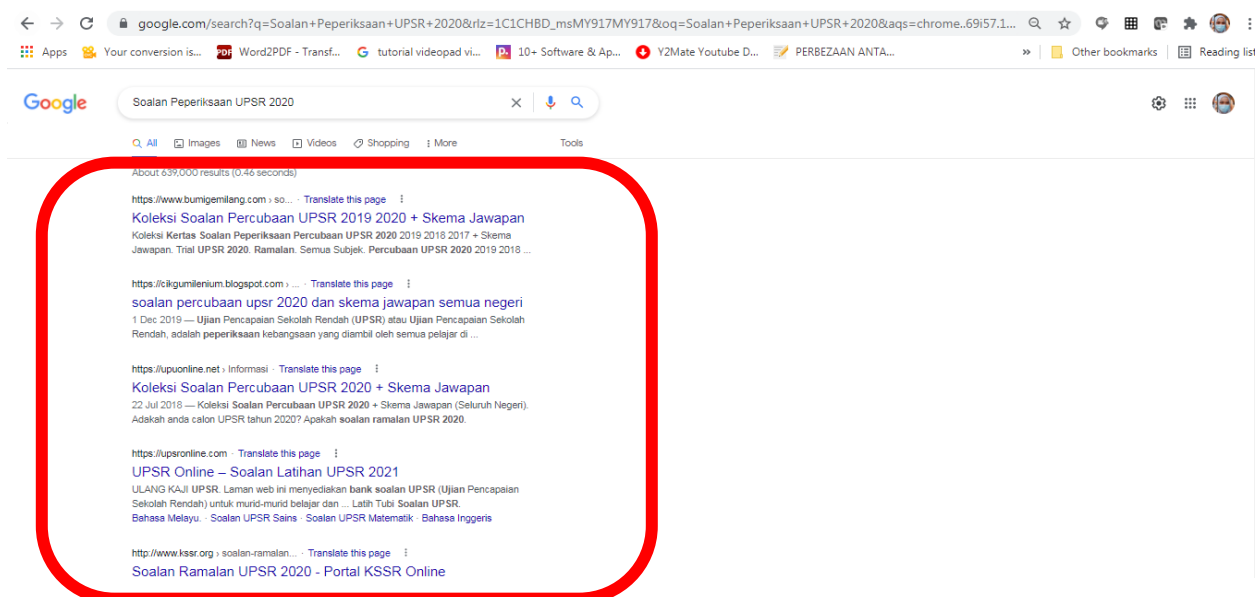 google.com/search?q=Soalan+Peperiksaan+UPSR+2020&rlz=1C1CHBD_msMY917MY917&oq=Soalan+Peperiksaan+UPSR+2020&aqs=chrome..69i57.1...
Apps Your conversion is... PDF Word2PDF - Transf... G tutorial videopad vi... 10+ Software & Ap... Y2Mate Youtube D... PERBEZAAN ANTA... » Other bookmarks Reading list
Google Soalan Peperiksaan UPSR 2020
All Images News Videos Shopping More Tools
About 639,000 results (0.46 seconds)
https://www.bumigemilang.com › so... · Translate this page
Koleksi Soalan Percubaan UPSR 2019 2020 + Skema Jawapan
Koleksi Kertas Soalan Peperiksaan Percubaan UPSR 2020 2019 2018 2017 + Skema
Jawapan. Trial UPSR 2020. Ramalan. Semua Subjek. Percubaan UPSR 2020 2019 2018 ...
https://cikgumilenium.blogspot.com › ... · Translate this page
soalan percubaan upsr 2020 dan skema jawapan semua negeri
1 Dec 2019 — Ujian Pencapaian Sekolah Rendah (UPSR) atau Ujian Pencapaian Sekolah
Rendah, adalah peperiksaan kebangsaan yang diambil oleh semua pelajar di ...
https://upuonline.net › Informasi · Translate this page
Koleksi Soalan Percubaan UPSR 2020 + Skema Jawapan
22 Jul 2018 — Koleksi Soalan Percubaan UPSR 2020 + Skema Jawapan (Seluruh Negeri).
Adakah anda calon UPSR tahun 2020? Apakah soalan ramalan UPSR 2020.
https://upsronline.com · Translate this page
UPSR Online – Soalan Latihan UPSR 2021
ULANG KAJI UPSR. Laman web ini menyediakan bank soalan UPSR (Ujian Pencapaian
Sekolah Rendah) untuk murid-murid belajar dan ... Latih Tubi Soalan UPSR.
Bahasa Melayu. · Soalan UPSR Sains · Soalan UPSR Matematik · Bahasa Inggeris
http://www.kssr.org › soalan-ramalan... · Translate this page
Soalan Ramalan UPSR 2020 - Portal KSSR Online